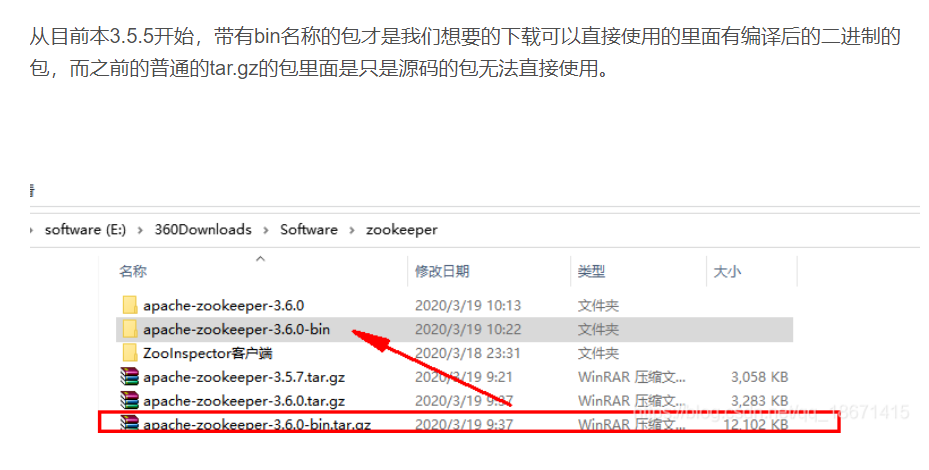 从目前本3.5.5开始，带有bin名称的包才是我们想要的下载可以直接使用的里面有编译后的二进制的
包，而之前的普通的tar.gz的包里面是只是源码的包无法直接使用。
software (E:) › 360Downloads › Software › zookeeper
名称 修改日期 类型 大小
apache-zookeeper-3.6.0 2020/3/19 10:13 文件夹
apache-zookeeper-3.6.0-bin 2020/3/19 10:22 文件夹
ZooInspector客户端 2020/3/18 23:31 文件夹
apache-zookeeper-3.5.7.tar.gz 2020/3/19 9:21 WinRAR 压缩文... 3,058 KB
apache-zookeeper-3.6.0.tar.gz 2020/3/19 9:37 WinRAR 压缩文... 3,283 KB
apache-zookeeper-3.6.0-bin.tar.gz 2020/3/19 9:37 WinRAR 压缩文... 12,102 KB